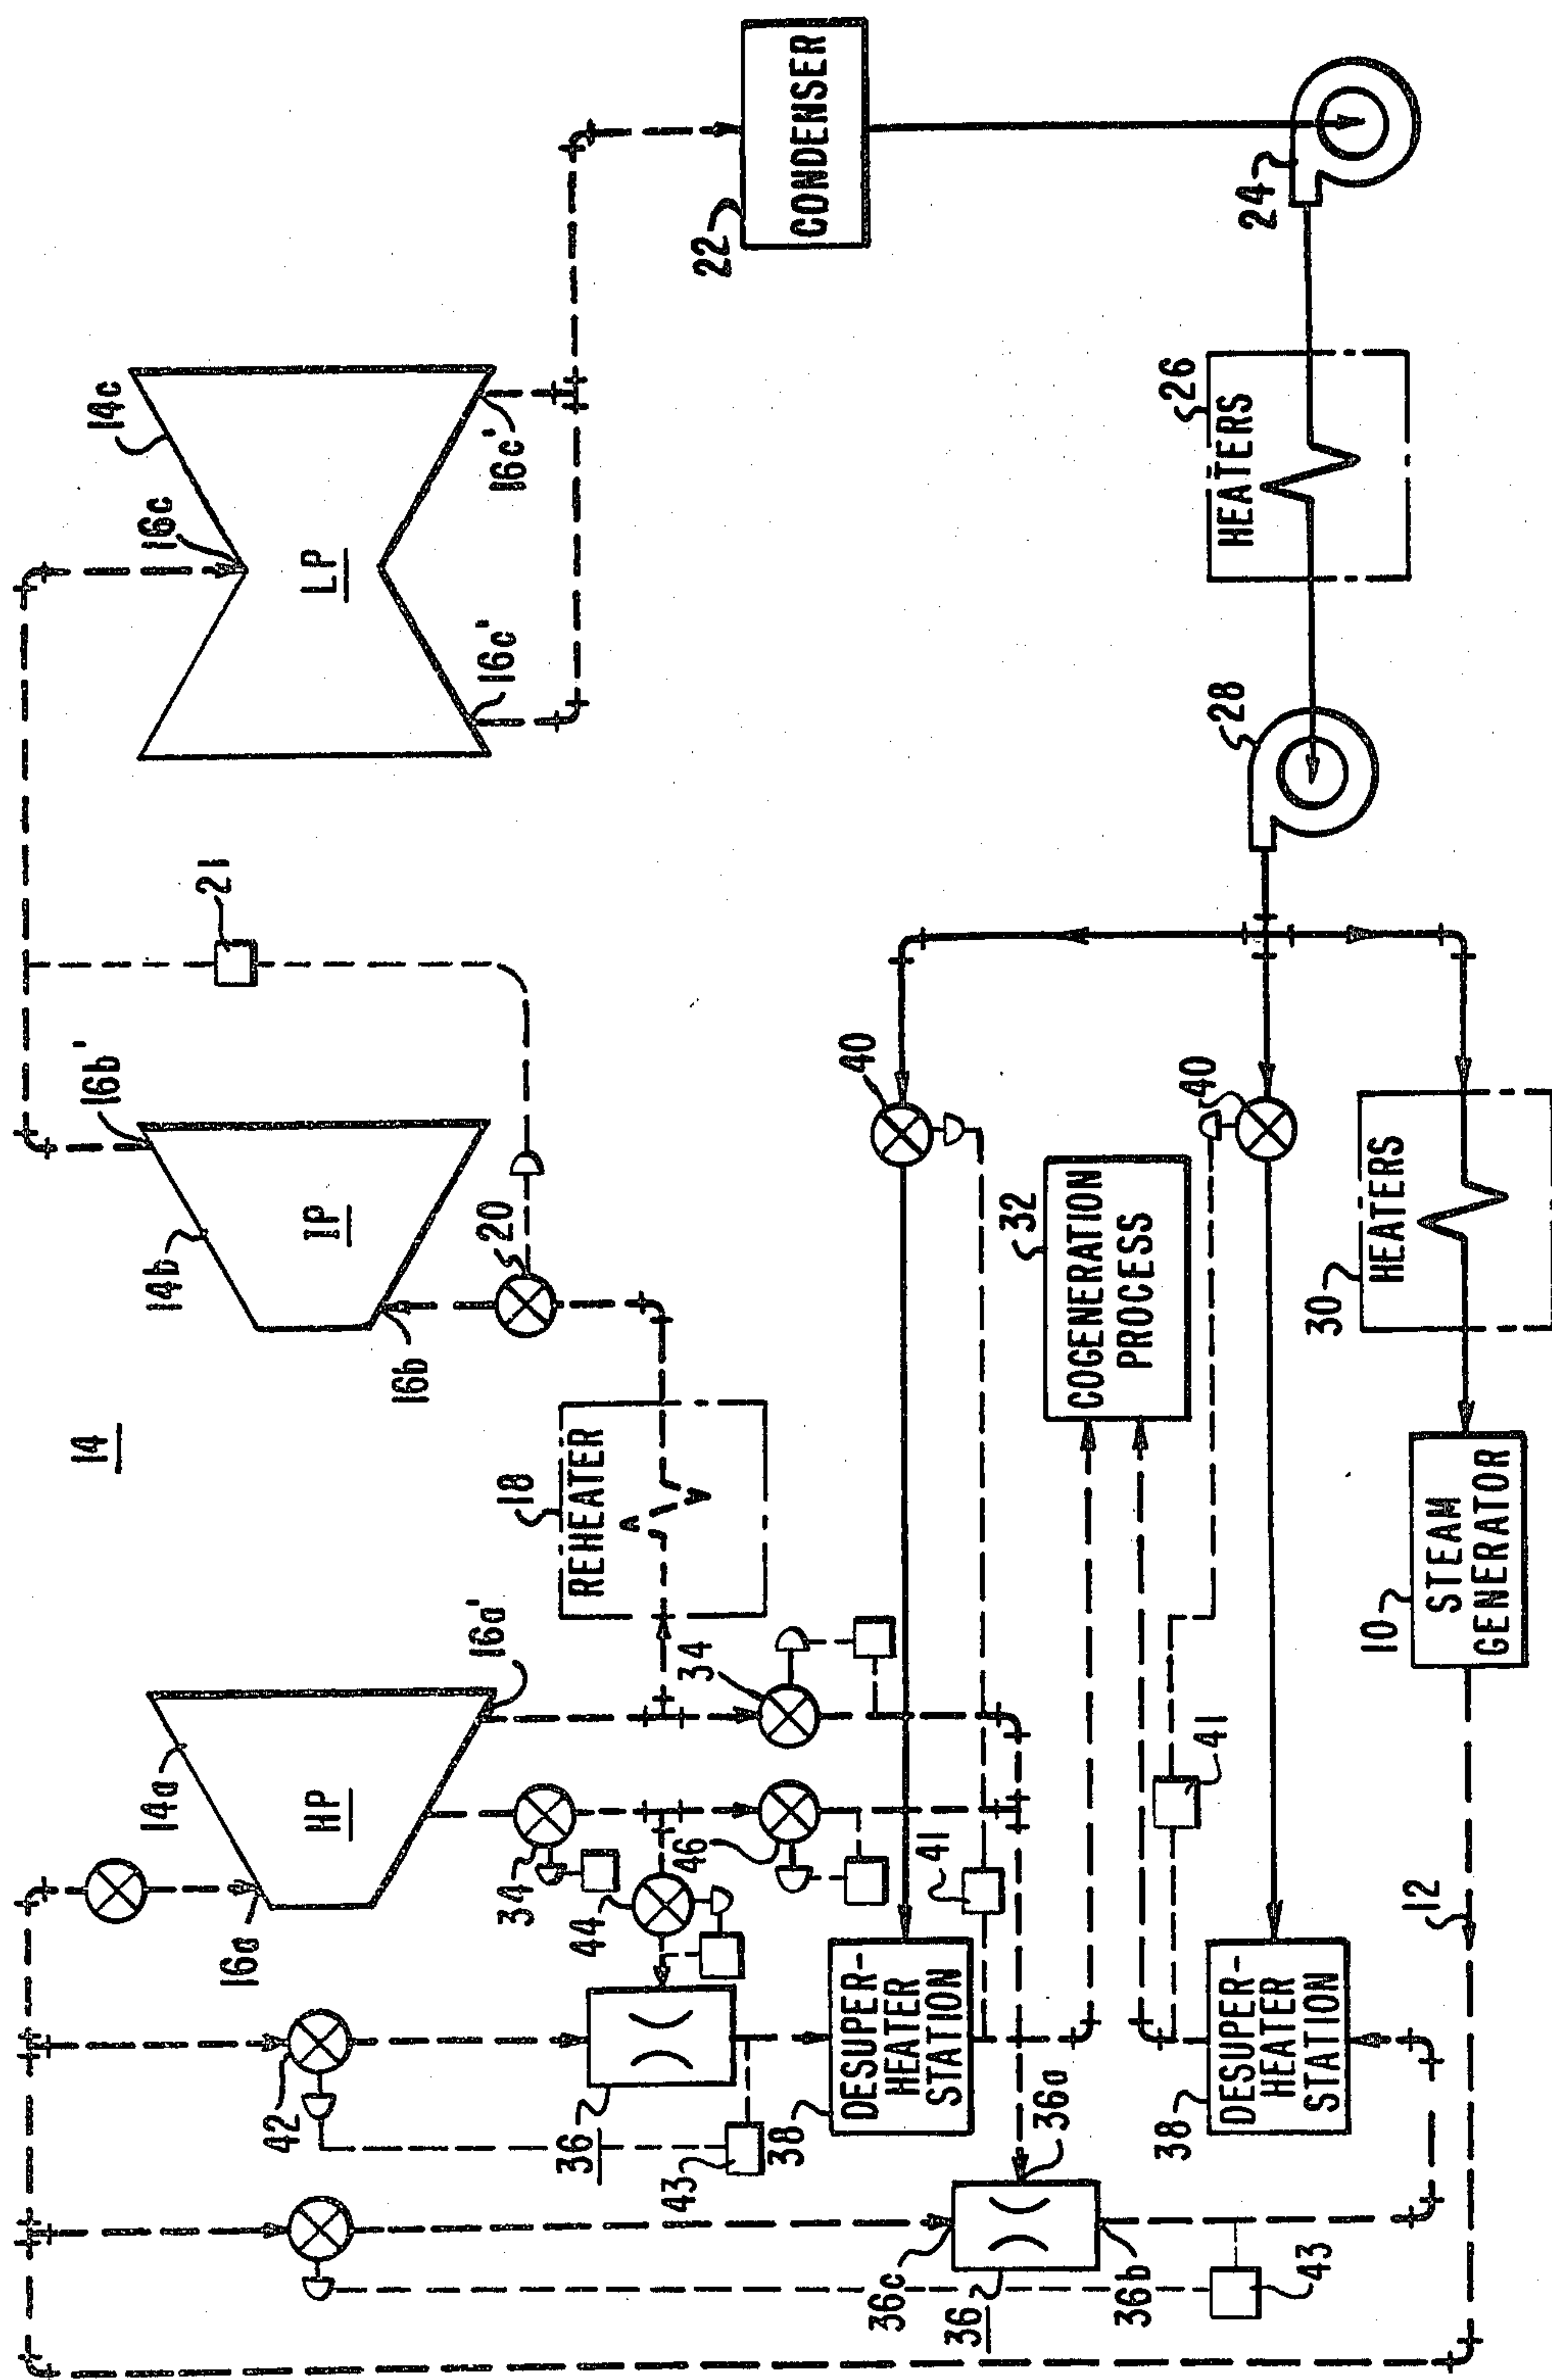 14
14a
HP
16a
16a'
14b
IP
16b
16b'
21
20
14c
LP
16c
16c'
16c'
22
CONDENSER
24
26
HEATERS
28
18
REHEATER
34
34
46
44
42
36
43
38
DESUPER-
HEATER
STATION
41
40
32
COGENERATION
PROCESS
40
41
36a
36c
36
36b
43
38
DESUPER-
HEATER
STATION
30
HEATERS
10
STEAM
GENERATOR
12